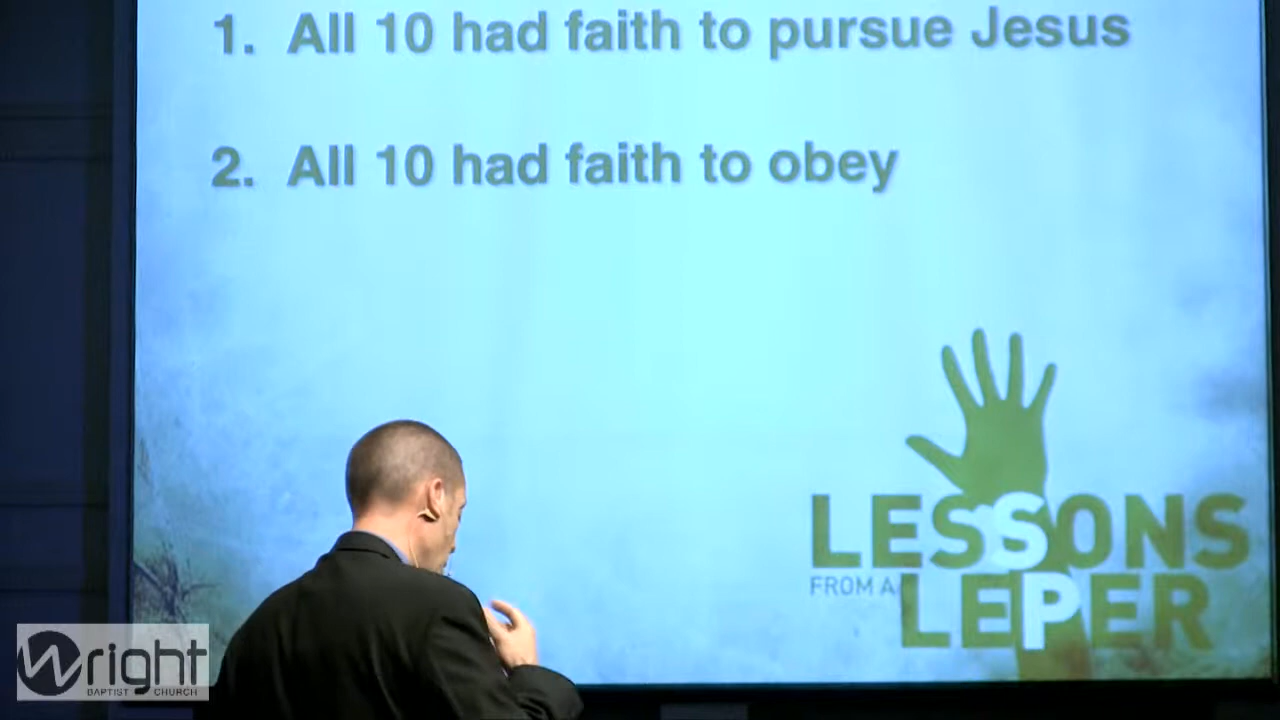 1. All 10 had faith to pursue Jesus
2. All 10 had faith to obey
LESSONS
FROM A
LEPER
Wright
BAPTIST CHURCH